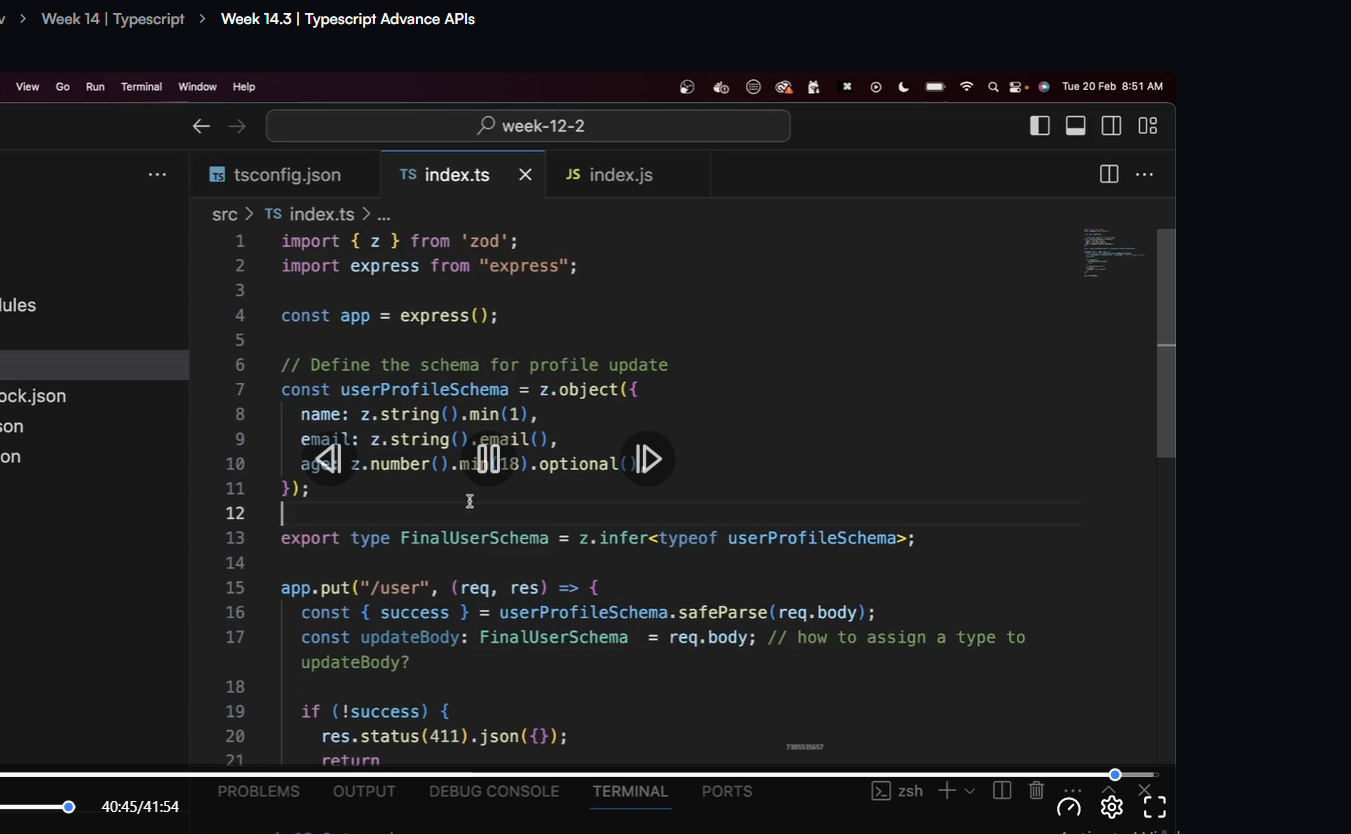 v > Week 14 | Typescript > Week 14.3 | Typescript Advance APIs
View Go Run Terminal Window Help
Tue 20 Feb 8:51 AM
week-12-2
TS tsconfig.json
TS index.ts
JS index.js
src > TS index.ts > ...
dules
ock.json
son
on
1 import { z } from 'zod';
2 import express from "express";
3
4 const app = express();
5
6 // Define the schema for profile update
7 const userProfileSchema = z.object({
8 name: z.string().min(1),
9 email: z.string().email(),
10 age: z.number().min(18).optional()
11 });
12
13 export type FinalUserSchema = z.infer<typeof userProfileSchema>;
14
15 app.put("/user", (req, res) => {
16 const { success } = userProfileSchema.safeParse(req.body);
17 const updateBody: FinalUserSchema = req.body; // how to assign a type to
updateBody?
18
19 if (!success) {
20 res.status(411).json({});
21 return
7385535657
PROBLEMS OUTPUT DEBUG CONSOLE TERMINAL PORTS
zsh
40:45/41:54